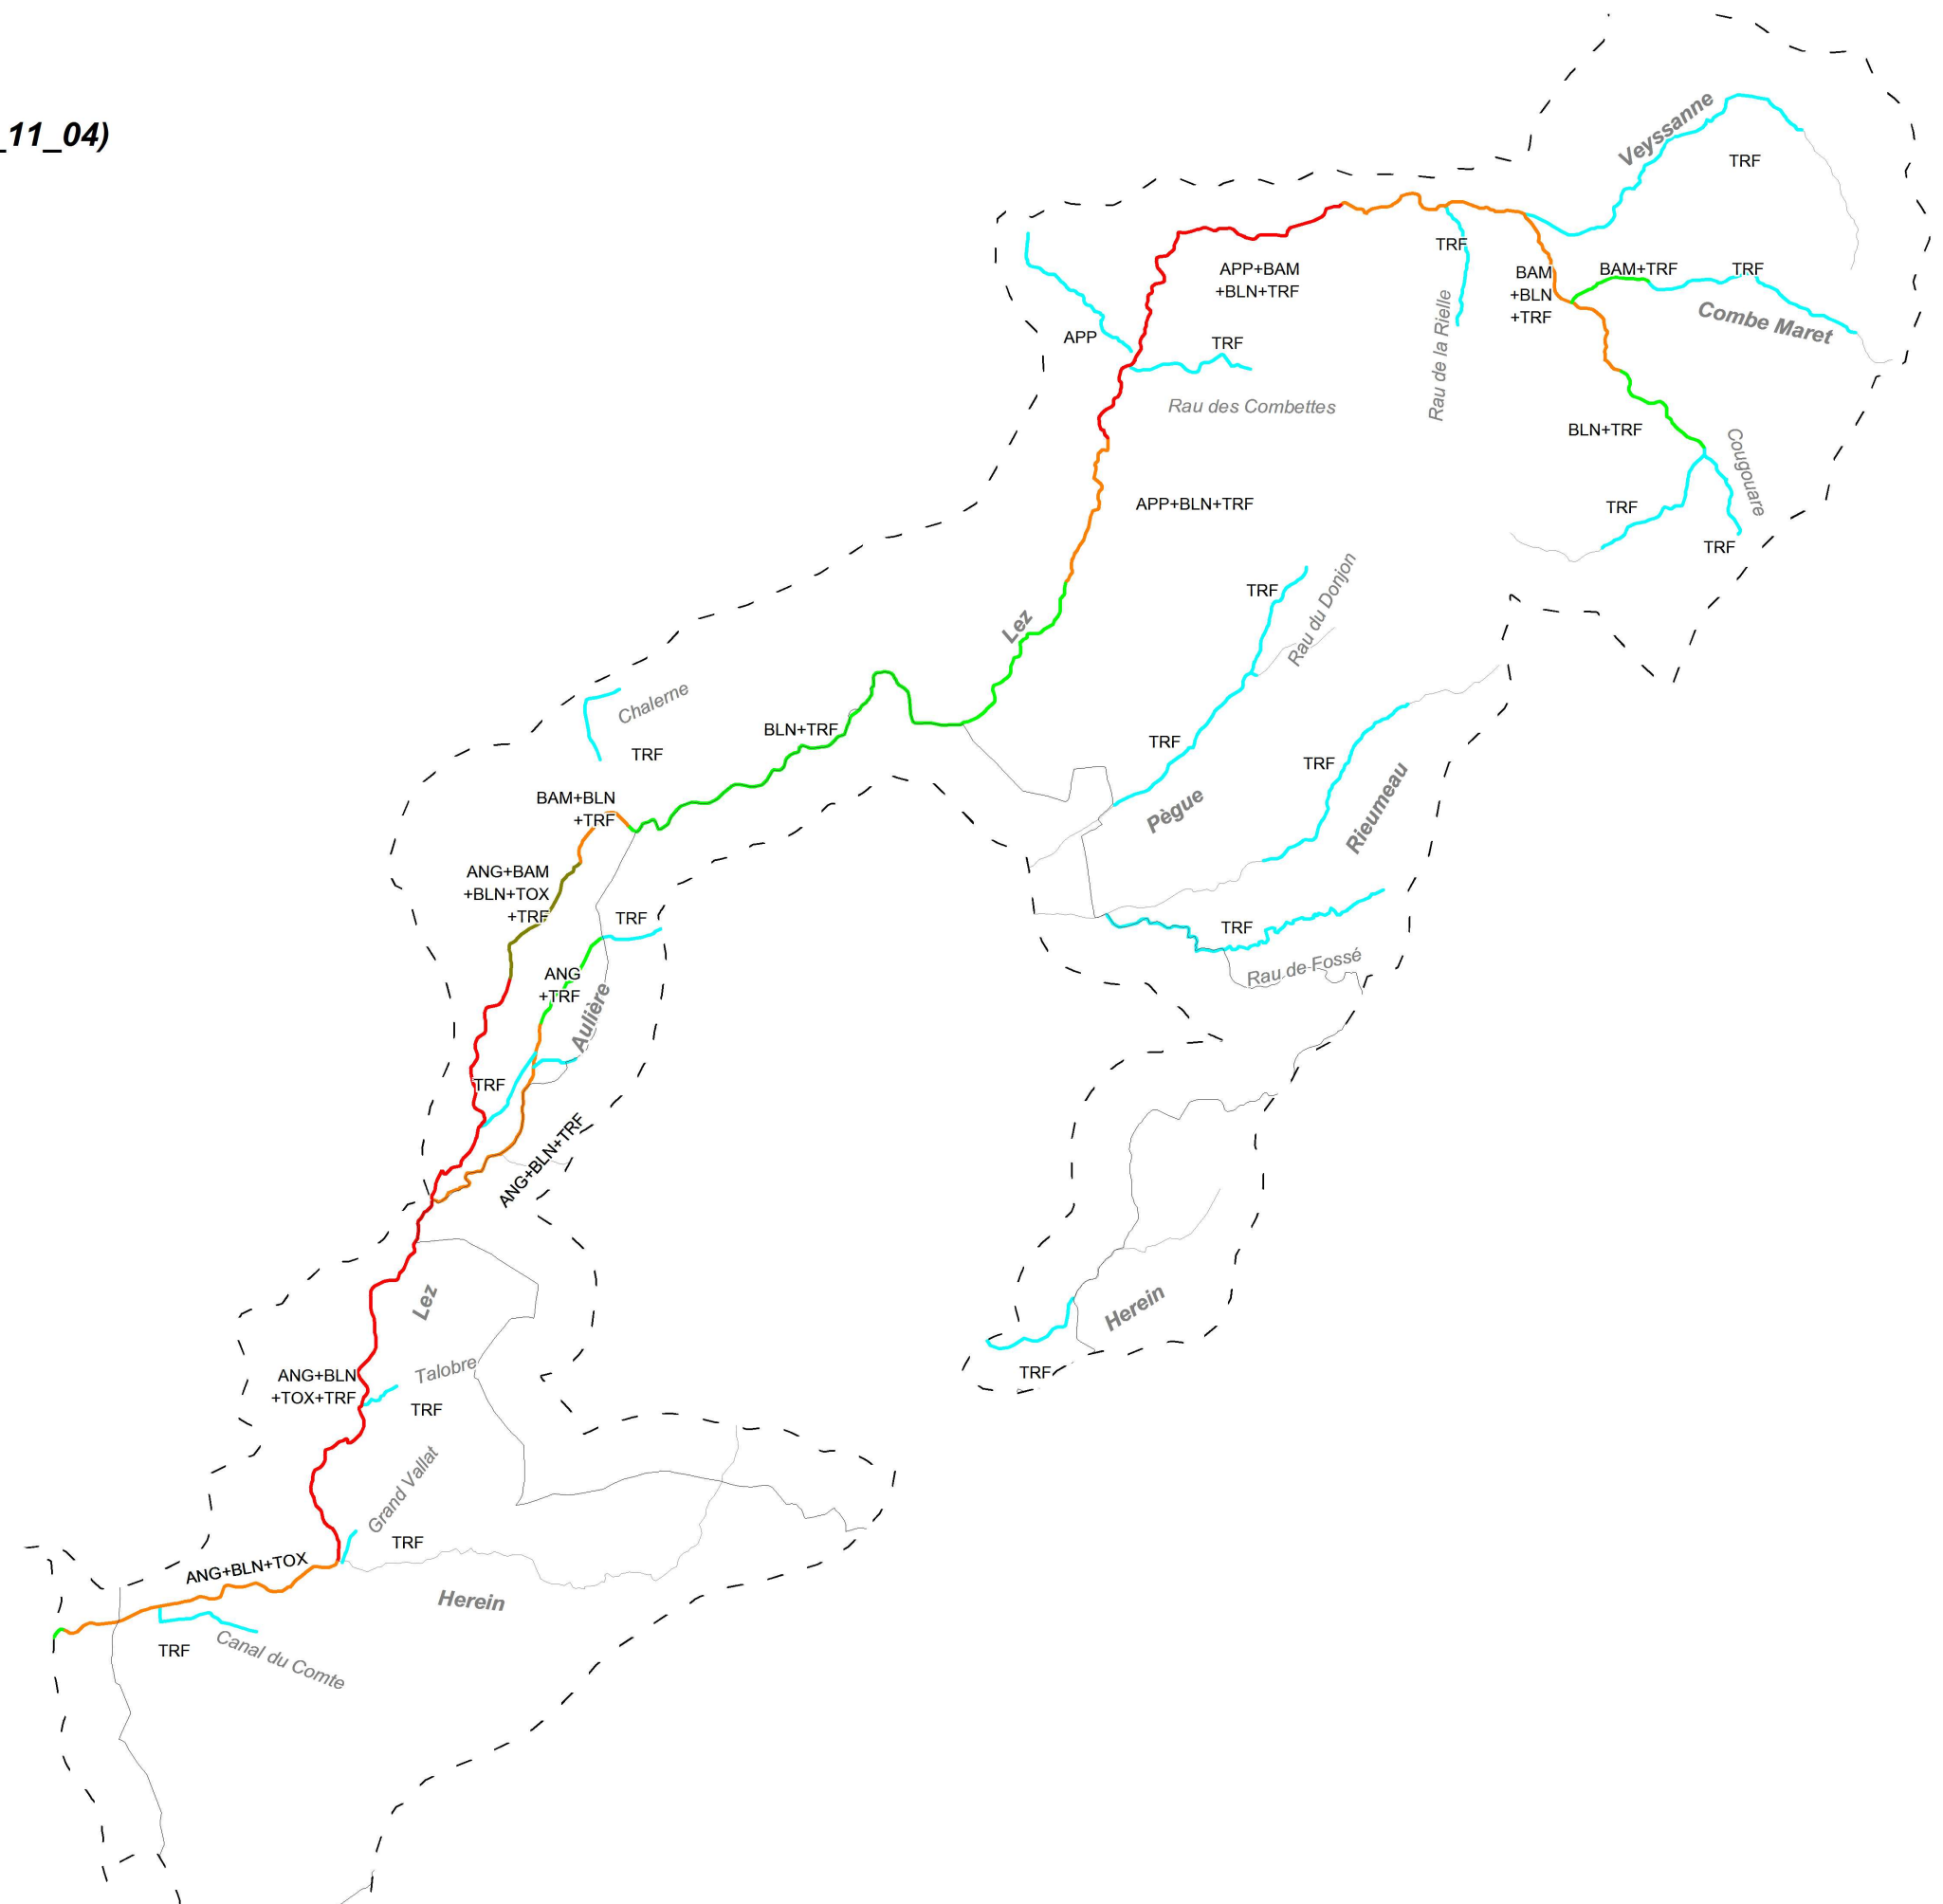 _11_04)
Veyssanne
TRF
TRF
APP+BAM
+BLN+TRF
BAM
+BLN
+TRF
BAM+TRF
TRF
Combe Maret
Rau de la Rielle
APP
TRF
Rau des Combettes
BLN+TRF
Cougouare
APP+BLN+TRF
TRF
TRF
TRF
Rau du Donjon
Lez
Chalerne
TRF
BLN+TRF
TRF
TRF
Pègue
Rieumeau
BAM+BLN
+TRF
ANG+BAM
+BLN+TOX
+TRF
TRF
TRF
Rau de Fossé
ANG
+TRF
Aulière
TRF
ANG+BLN+TRF
Lez
Herein
TRF
ANG+BLN
+TOX+TRF
Talobre
TRF
Grand Vallat
TRF
ANG+BLN+TOX
Herein
TRF
Canal du Comte